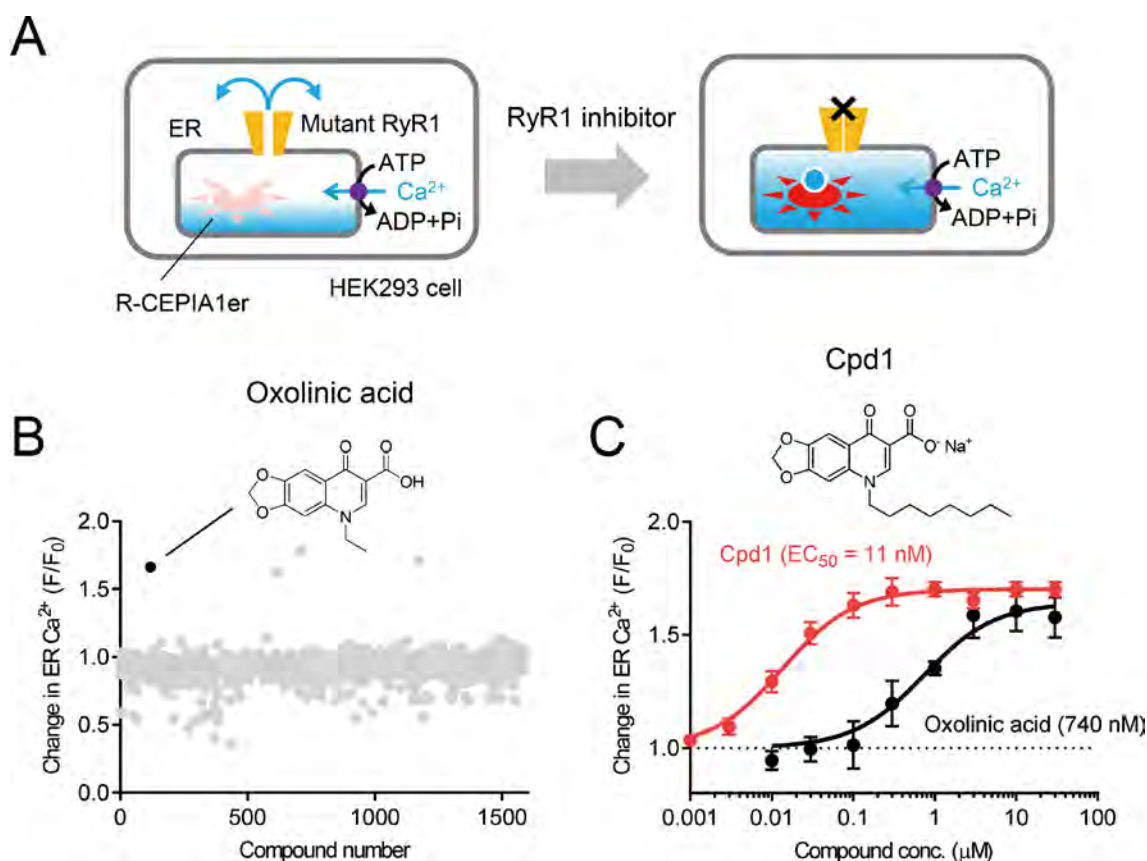 A
ER
Mutant RyR1
ATP
Ca²⁺
ADP+Pi
R-CEPIA1er
HEK293 cell
RyR1 inhibitor
ATP
Ca²⁺
ADP+Pi
B
Oxolinic acid
O
O
O
O
OH
N
Change in ER Ca²⁺ (F/F₀)
2.0
1.5
1.0
0.5
0.0
0
500
1000
1500
Compound number
C
Cpd1
O
O
O
O
O⁻ Na⁺
N
Change in ER Ca²⁺ (F/F₀)
2.0
1.5
1.0
Cpd1 (EC₅₀ = 11 nM)
Oxolinic acid (740 nM)
0.001
0.01
0.1
1
10
100
Compound conc. (μM)